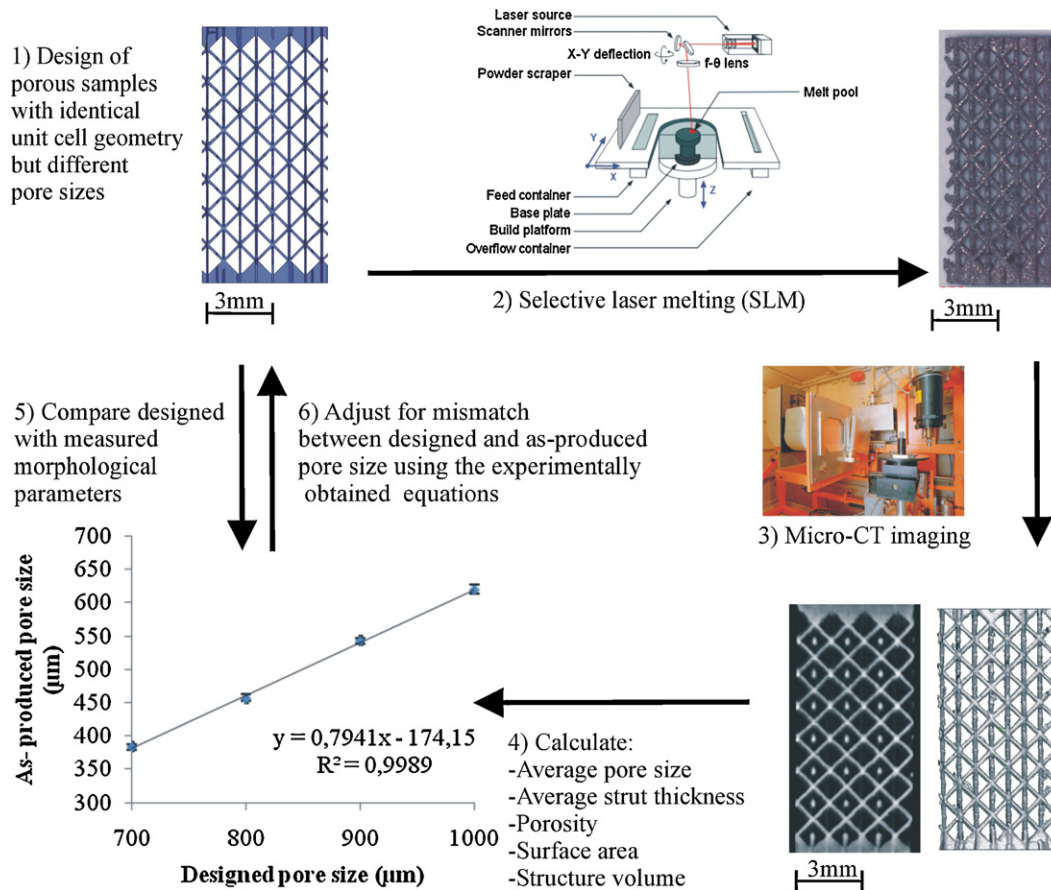 1) Design of
porous samples
with identical
unit cell geometry
but different
pore sizes
3mm
Laser source
Scanner mirrors
X-Y deflection
f-θ lens
Powder scraper
Melt pool
Y
X
Z
Feed container
Base plate
Build platform
Overflow container
2) Selective laser melting (SLM)
3mm
3) Micro-CT imaging
3mm
4) Calculate:
-Average pore size
-Average strut thickness
-Porosity
-Surface area
-Structure volume
5) Compare designed
with measured
morphological
parameters
6) Adjust for mismatch
between designed and as-produced
pore size using the experimentally
obtained equations
As- produced pore size
(µm)
700
650
600
550
500
450
400
350
300
y = 0,7941x - 174,15
R² = 0,9989
700 800 900 1000
Designed pore size (µm)